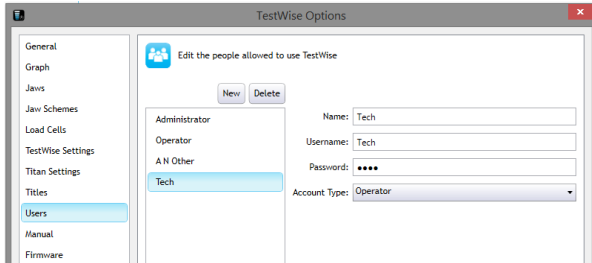 TestWise Options
General
Graph
Jaws
Jaw Schemes
Load Cells
TestWise Settings
Titan Settings
Titles
Users
Manual
Firmware
Edit the people allowed to use TestWise
New Delete
Administrator
Operator
A N Other
Tech
Name: Tech
Username: Tech
Password: ●●●●
Account Type: Operator